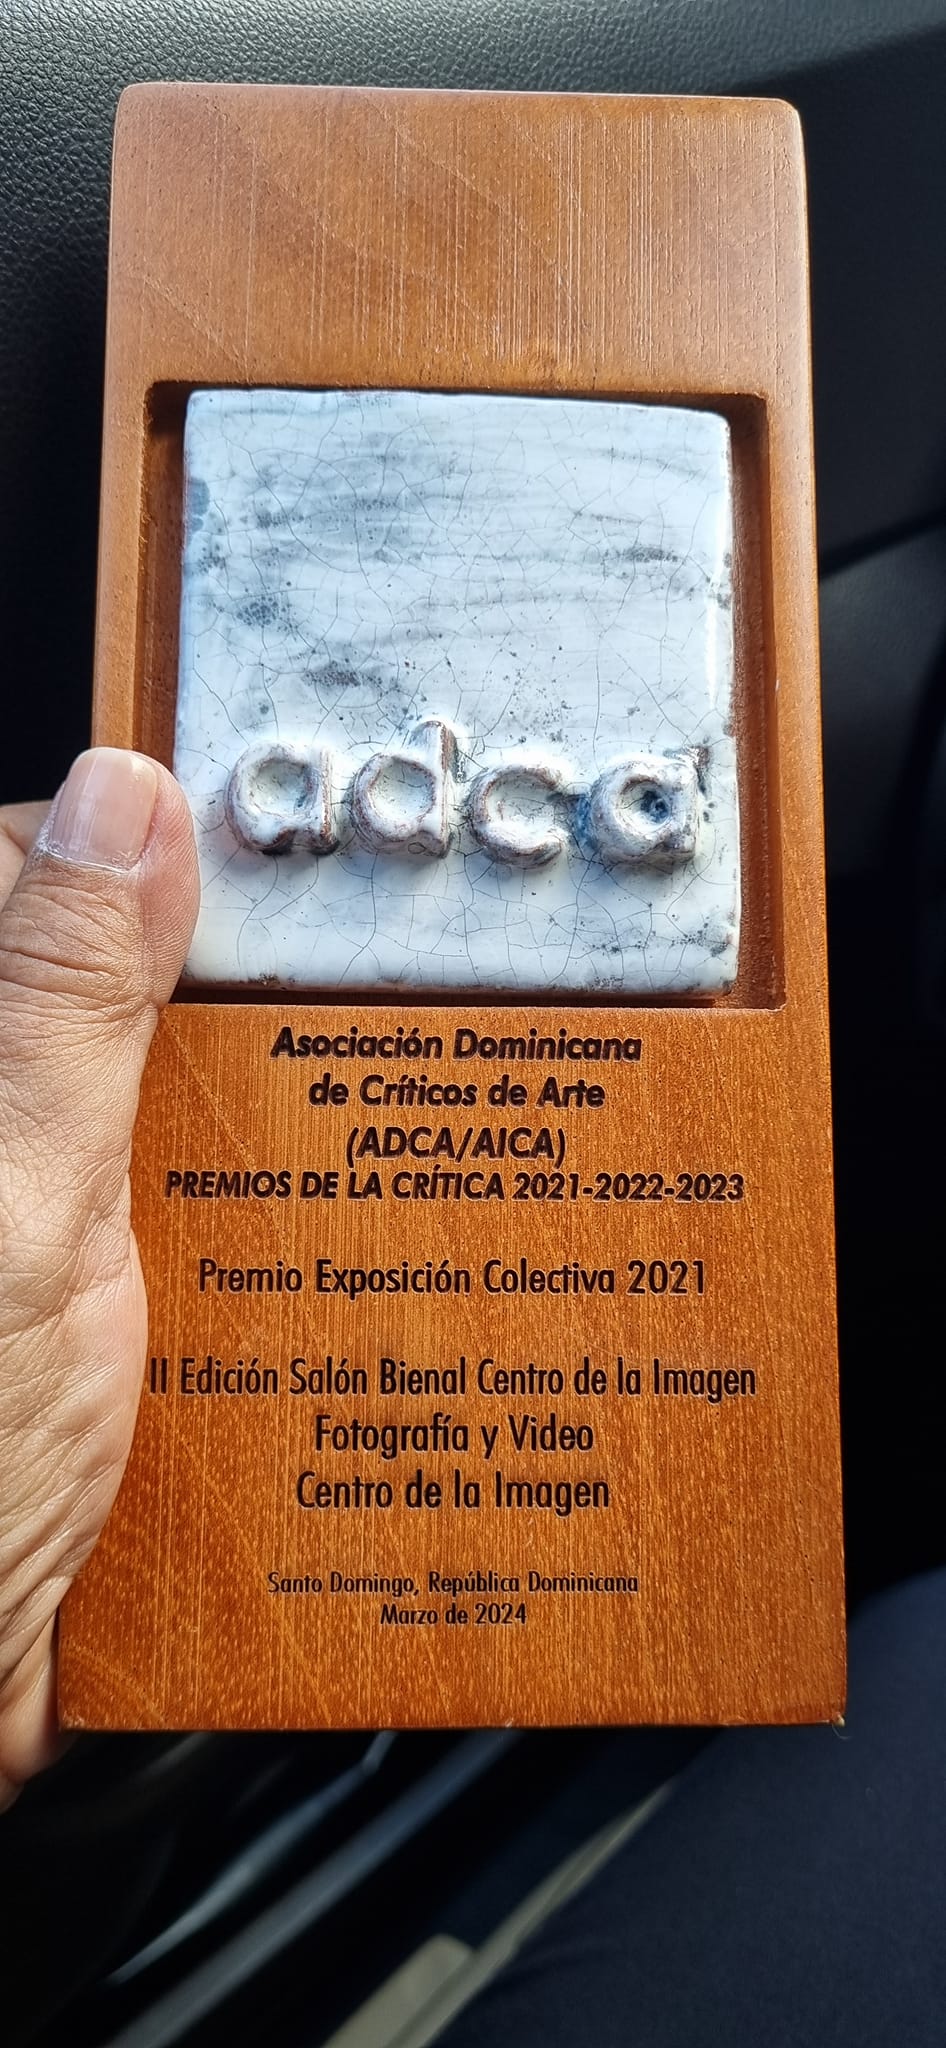 adca
Asociación Dominicana
de Críticos de Arte
(ADCA/AICA)
PREMIOS DE LA CRÍTICA 2021-2022-2023
Premio Exposición Colectiva 2021
II Edición Salón Bienal Centro de la Imagen
Fotografía y Video
Centro de la Imagen
Santo Domingo, República Dominicana
Marzo de 2024